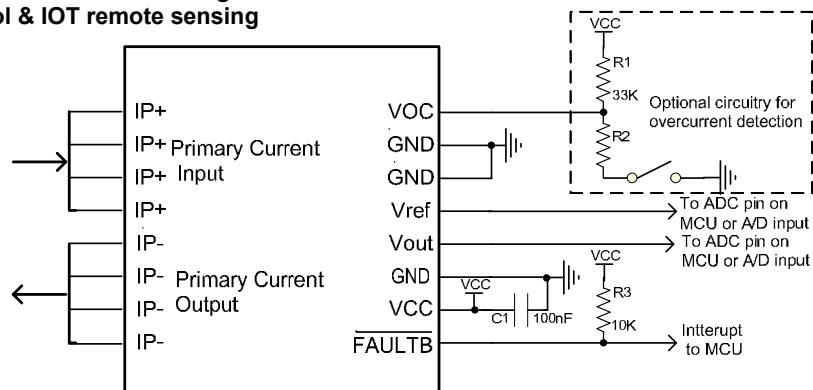 ol & IOT remote sensing
VCC
R1
33K
Optional circuitry for
overcurrent detection
R2
IP+
IP+
IP+
IP+
Primary Current
Input
IP-
IP-
IP-
IP-
Primary Current
Output
VOC
GND
GND
Vref
Vout
GND
VCC
FAULTB
To ADC pin on
MCU or A/D input
To ADC pin on
MCU or A/D input
VCC
C1
100nF
VCC
R3
10K
Intterupt
to MCU